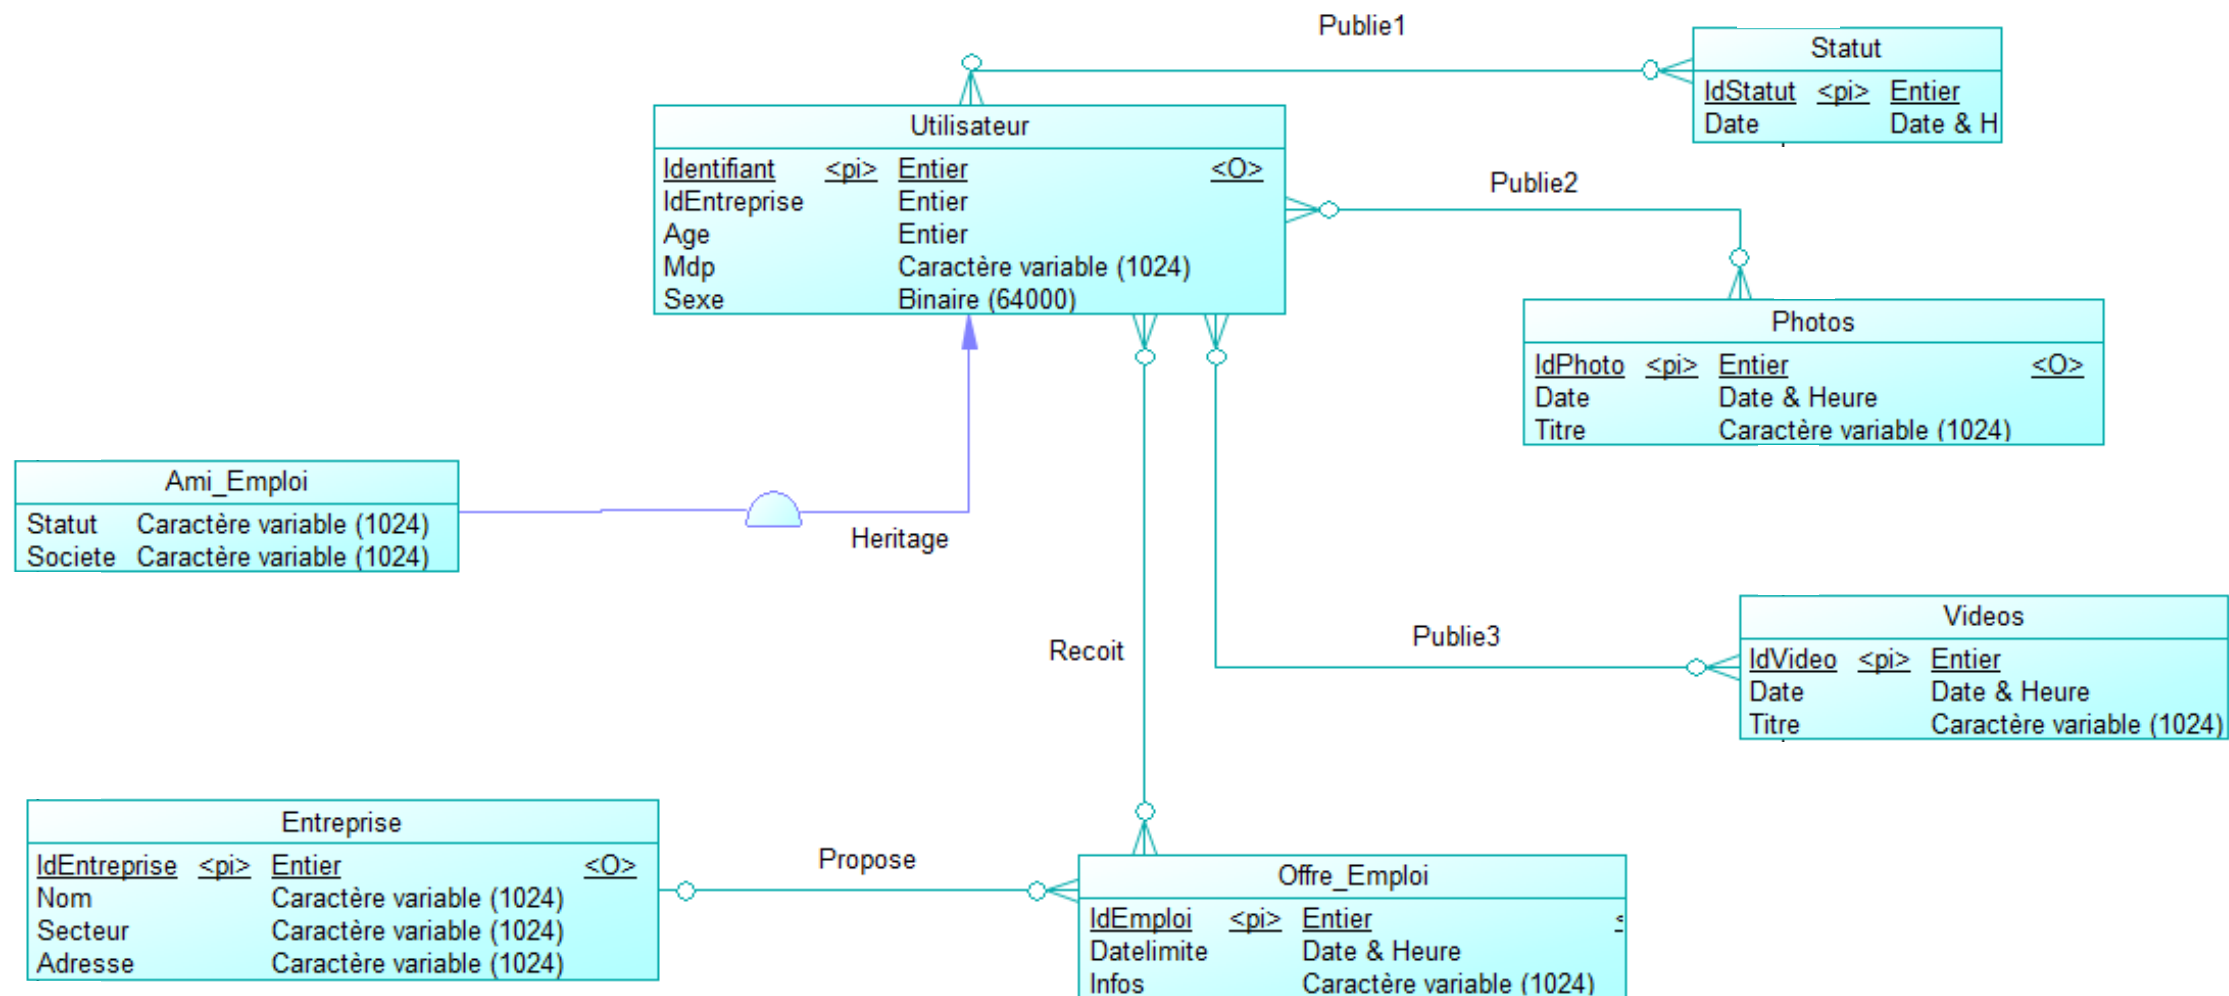 Publie1
Statut
IdStatut <pi> Entier
Date Date & H
Utilisateur
Identifiant <pi> Entier <O>
IdEntreprise Entier
Age Entier
Mdp Caractère variable (1024)
Sexe Binaire (64000)
Publie2
Photos
IdPhoto <pi> Entier <O>
Date Date & Heure
Titre Caractère variable (1024)
Ami_Emploi
Statut Caractère variable (1024)
Societe Caractère variable (1024)
Heritage
Recoit
Publie3
Videos
IdVideo <pi> Entier
Date Date & Heure
Titre Caractère variable (1024)
Entreprise
IdEntreprise <pi> Entier <O>
Nom Caractère variable (1024)
Secteur Caractère variable (1024)
Adresse Caractère variable (1024)
Propose
Offre_Emploi
IdEmploi <pi> Entier
Datelimite Date & Heure
Infos Caractère variable (1024)